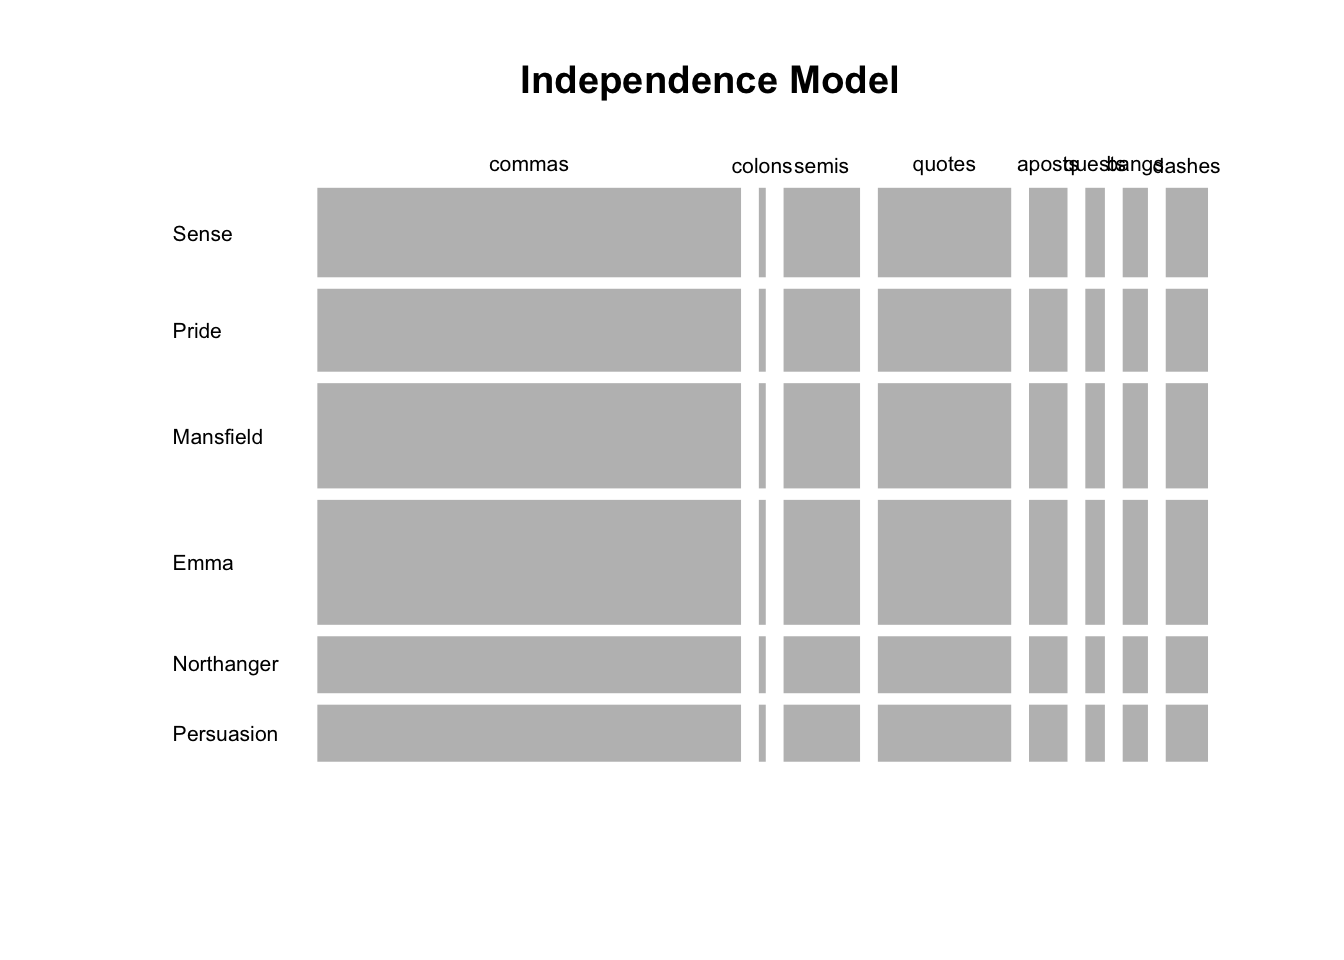 Independence Model
commas colons semis quotes aposts quests bangs dashes
Sense
Pride
Mansfield
Emma
Northanger
Persuasion